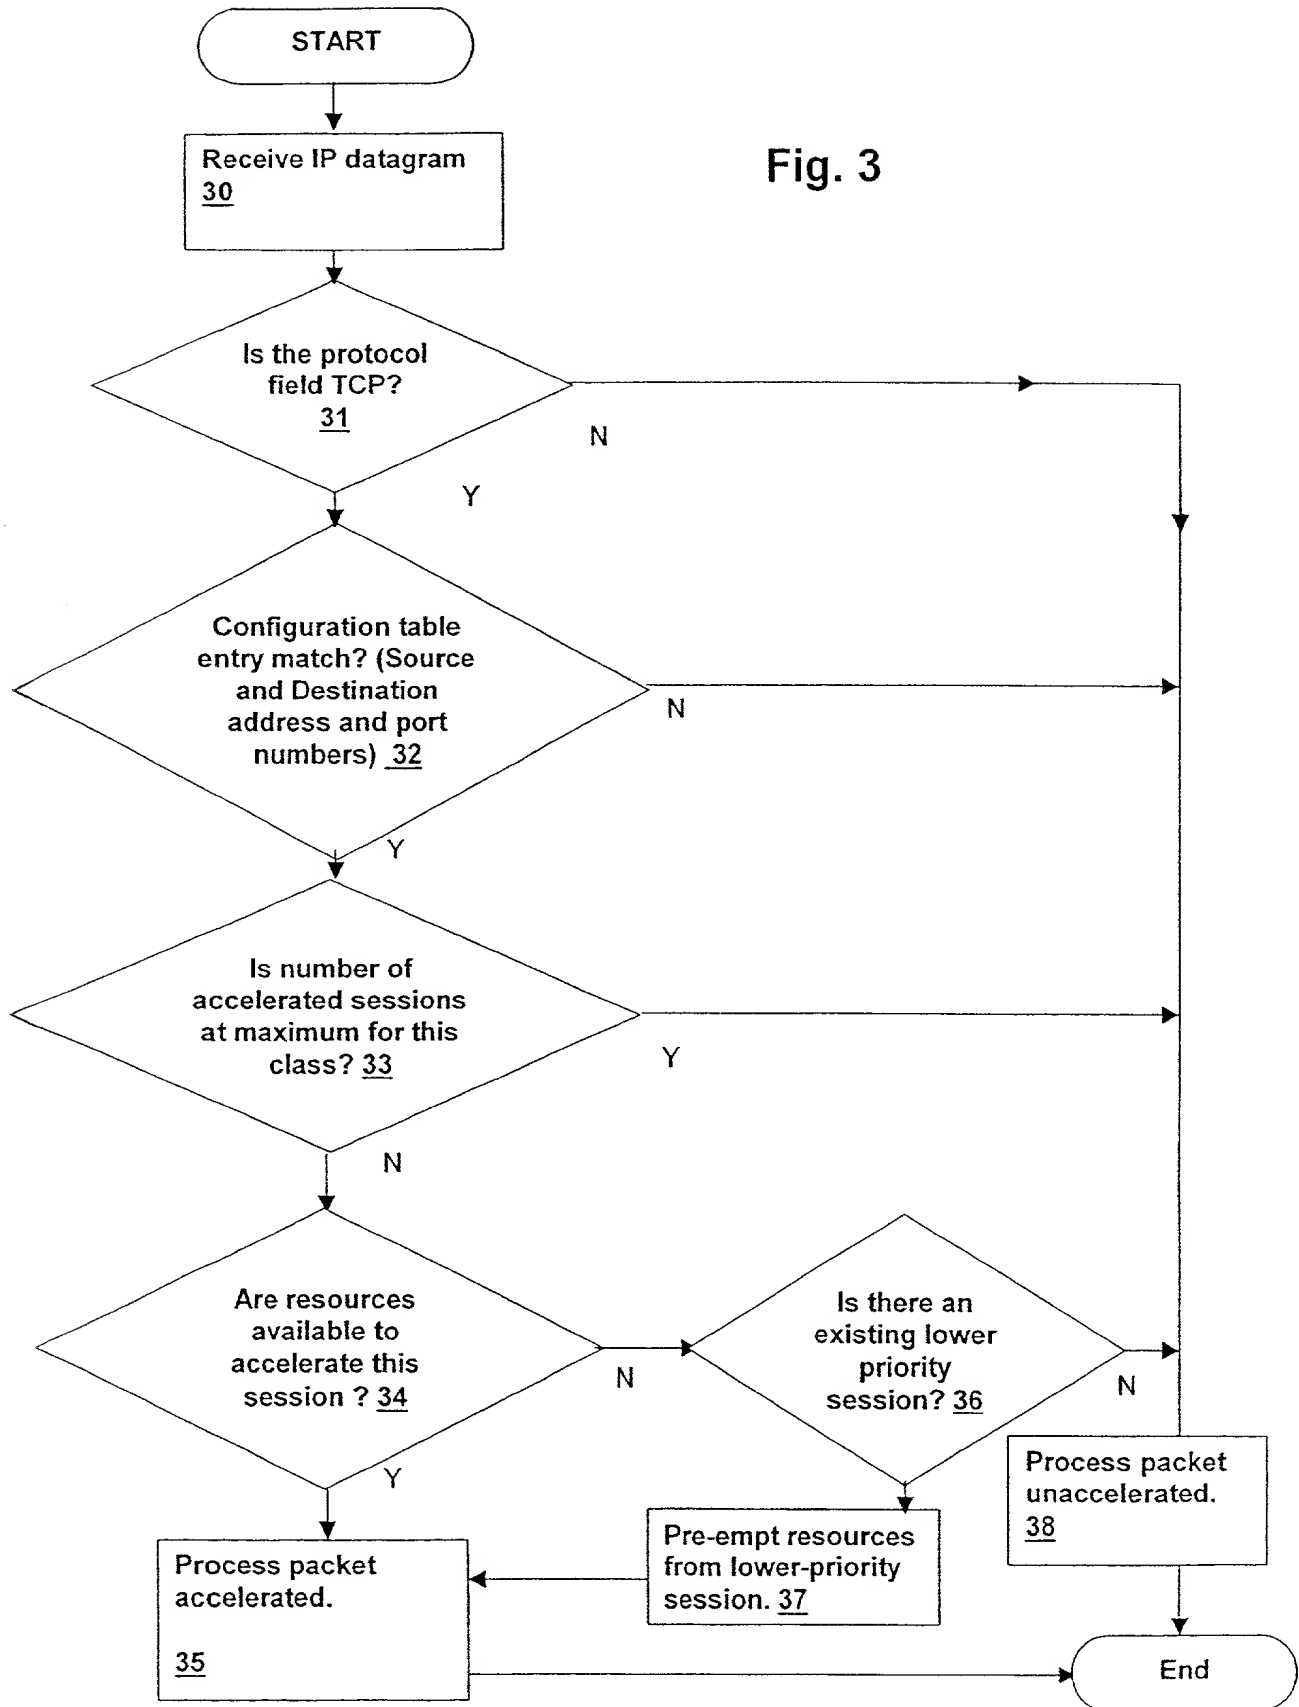 START
Receive IP datagram
30
Fig. 3
Is the protocol
field TCP?
31
N
Y
Configuration table
entry match? (Source
and Destination
address and port
numbers) 32
N
Y
Is number of
accelerated sessions
at maximum for this
class? 33
Y
N
Are resources
available to
accelerate this
session ? 34
N
Y
Is there an
existing lower
priority
session? 36
N
Process packet
unaccelerated.
38
Pre-empt resources
from lower-priority
session. 37
Process packet
accelerated.
35
End